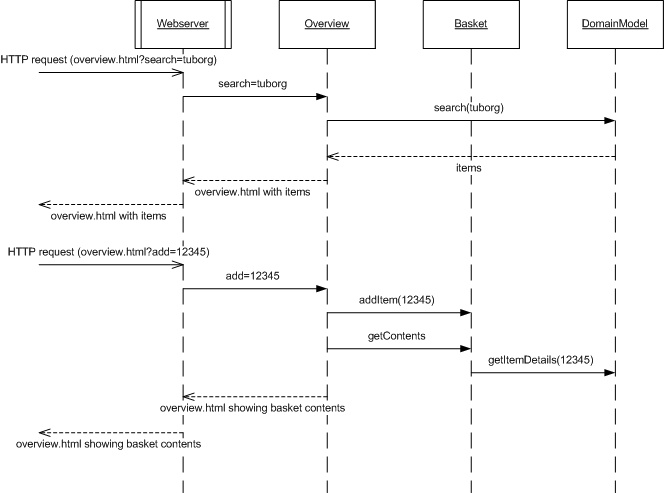 Webserver
Overview
Basket
DomainModel
HTTP request (overview.html?search=tuborg)
search=tuborg
search(tuborg)
items
overview.html with items
overview.html with items
HTTP request (overview.html?add=12345)
add=12345
addItem(12345)
getContents
getItemDetails(12345)
overview.html showing basket contents
overview.html showing basket contents